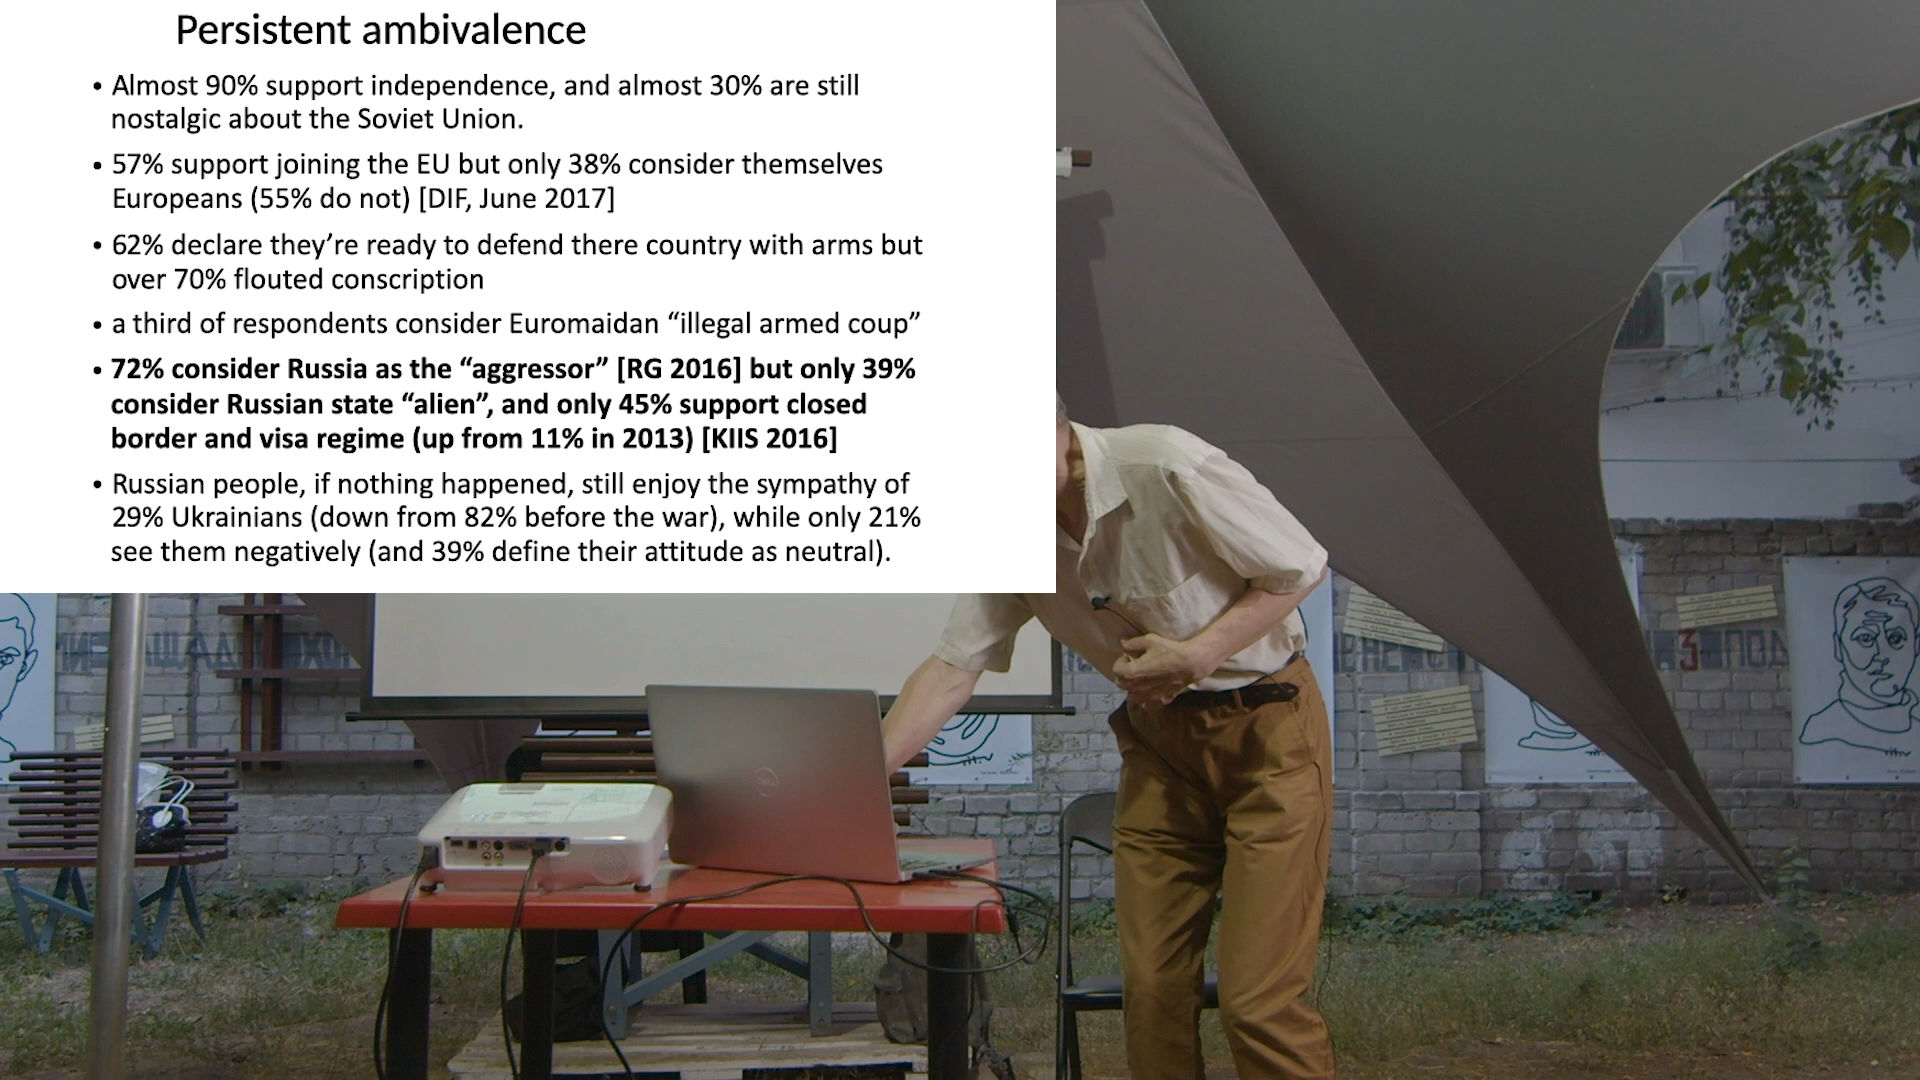 Persistent ambivalence
• Almost 90% support independence, and almost 30% are still
nostalgic about the Soviet Union.
• 57% support joining the EU but only 38% consider themselves
Europeans (55% do not) [DIF, June 2017]
• 62% declare they’re ready to defend there country with arms but
over 70% flouted conscription
• a third of respondents consider Euromaidan “illegal armed coup”
• 72% consider Russia as the “aggressor” [RG 2016] but only 39%
consider Russian state “alien”, and only 45% support closed
border and visa regime (up from 11% in 2013) [KIIS 2016]
• Russian people, if nothing happened, still enjoy the sympathy of
29% Ukrainians (down from 82% before the war), while only 21%
see them negatively (and 39% define their attitude as neutral).
DELL